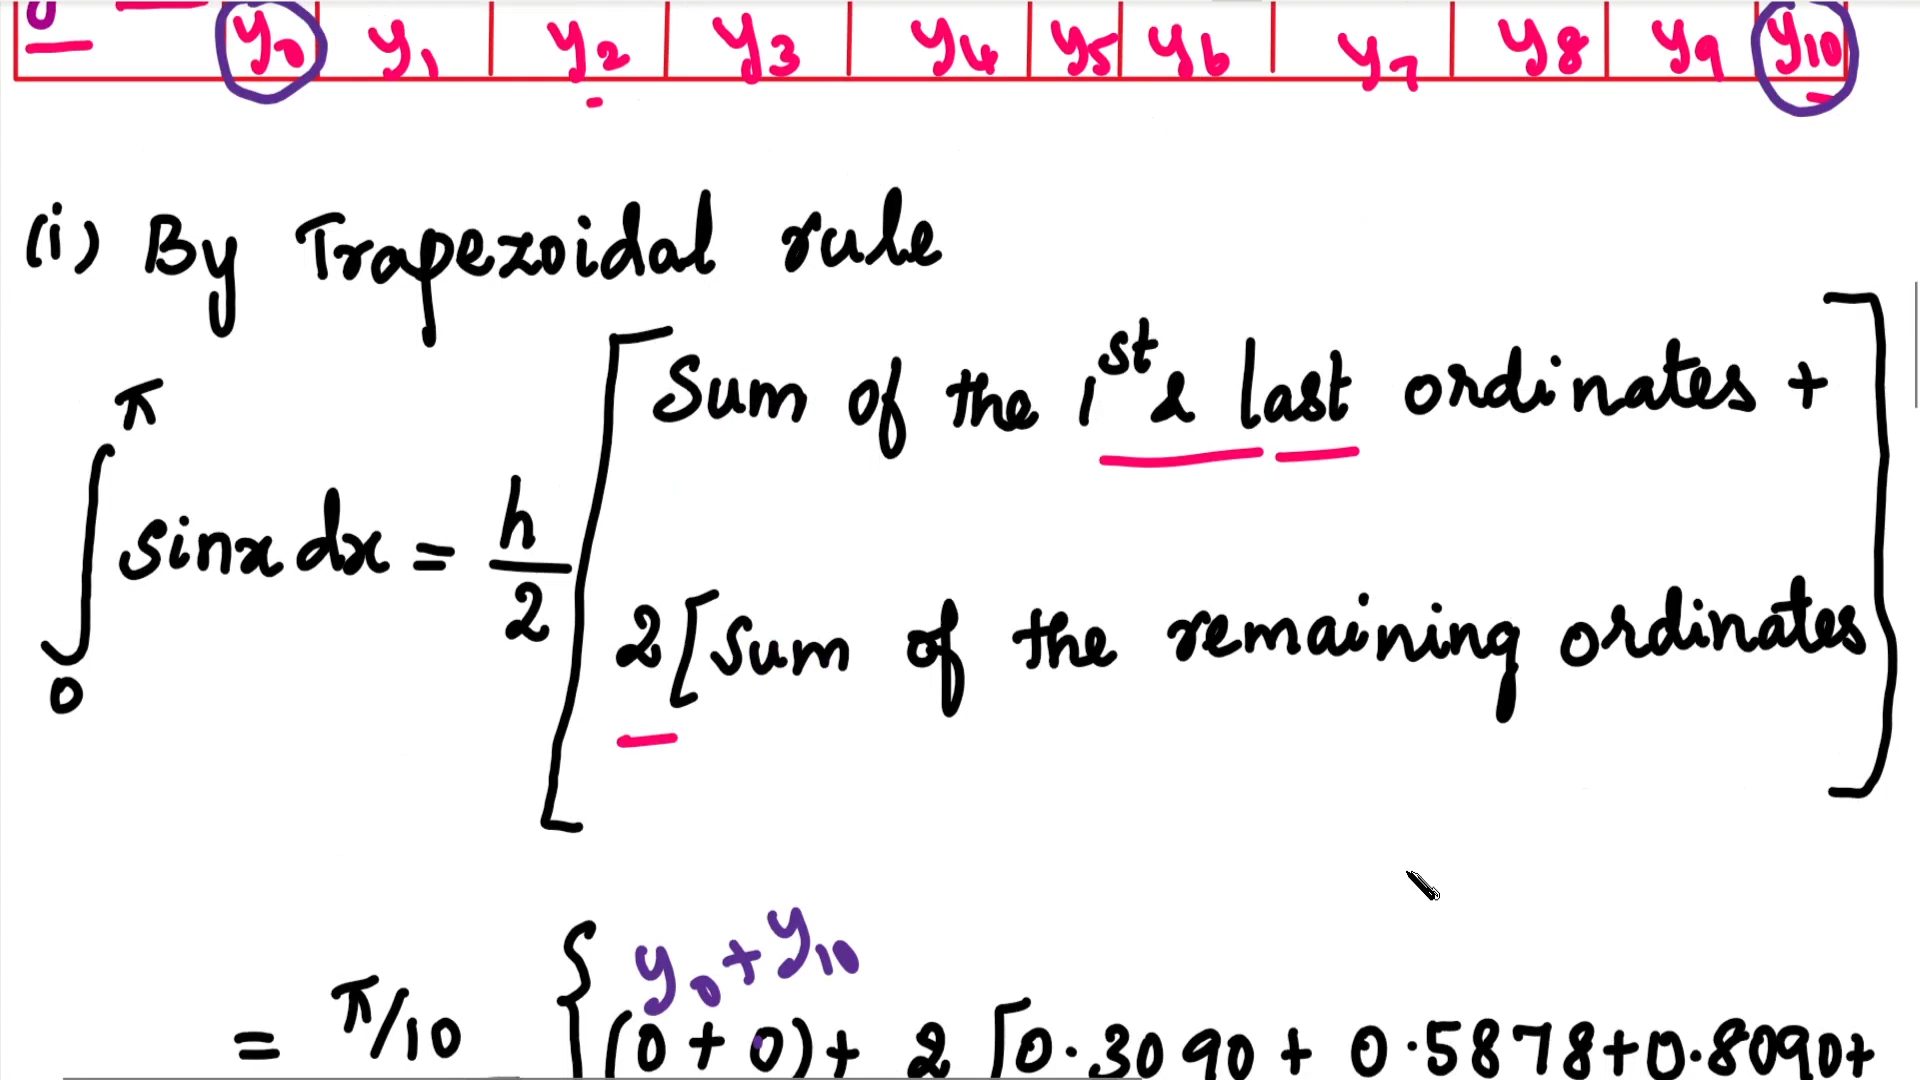 y0 y1 y2 y3 y4 y5 y6 y7 y8 y9 y10
(i) By Trapezoidal rule
∫₀^π sinx dx = h/2 [Sum of the 1st & last ordinates +
2[Sum of the remaining ordinates]
y0+y10
= π/10 {(0+0)+ 2[0.3090 + 0.5878+0.8090+